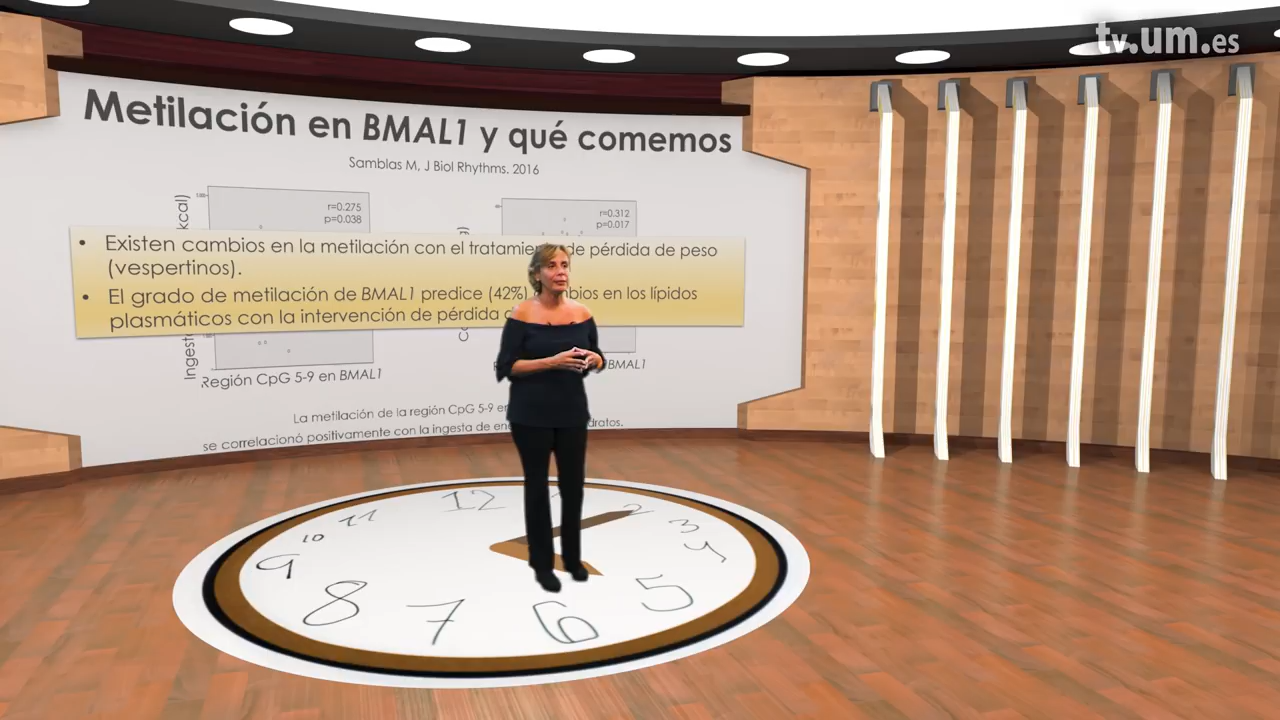 tv.um.es
Metilación en BMAL1 y qué comemos
Samblas M, J Biol Rhythms. 2016
r=0.275
p=0.038
r=0.312
p=0.017
kcal)
• Existen cambios en la metilación con el de pérdida de peso
(vespertinos).
• El grado de metilación de BMAL1 predice (42%) en los lípidos
plasmáticos con la intervención de pérdida
Región CpG 5-9 en BMAL1
BMAL1
La metilación de la región CpG 5-9
se correlacionó positivamente con la ingesta de
12
11
10
9
8
7
6
5
3
2